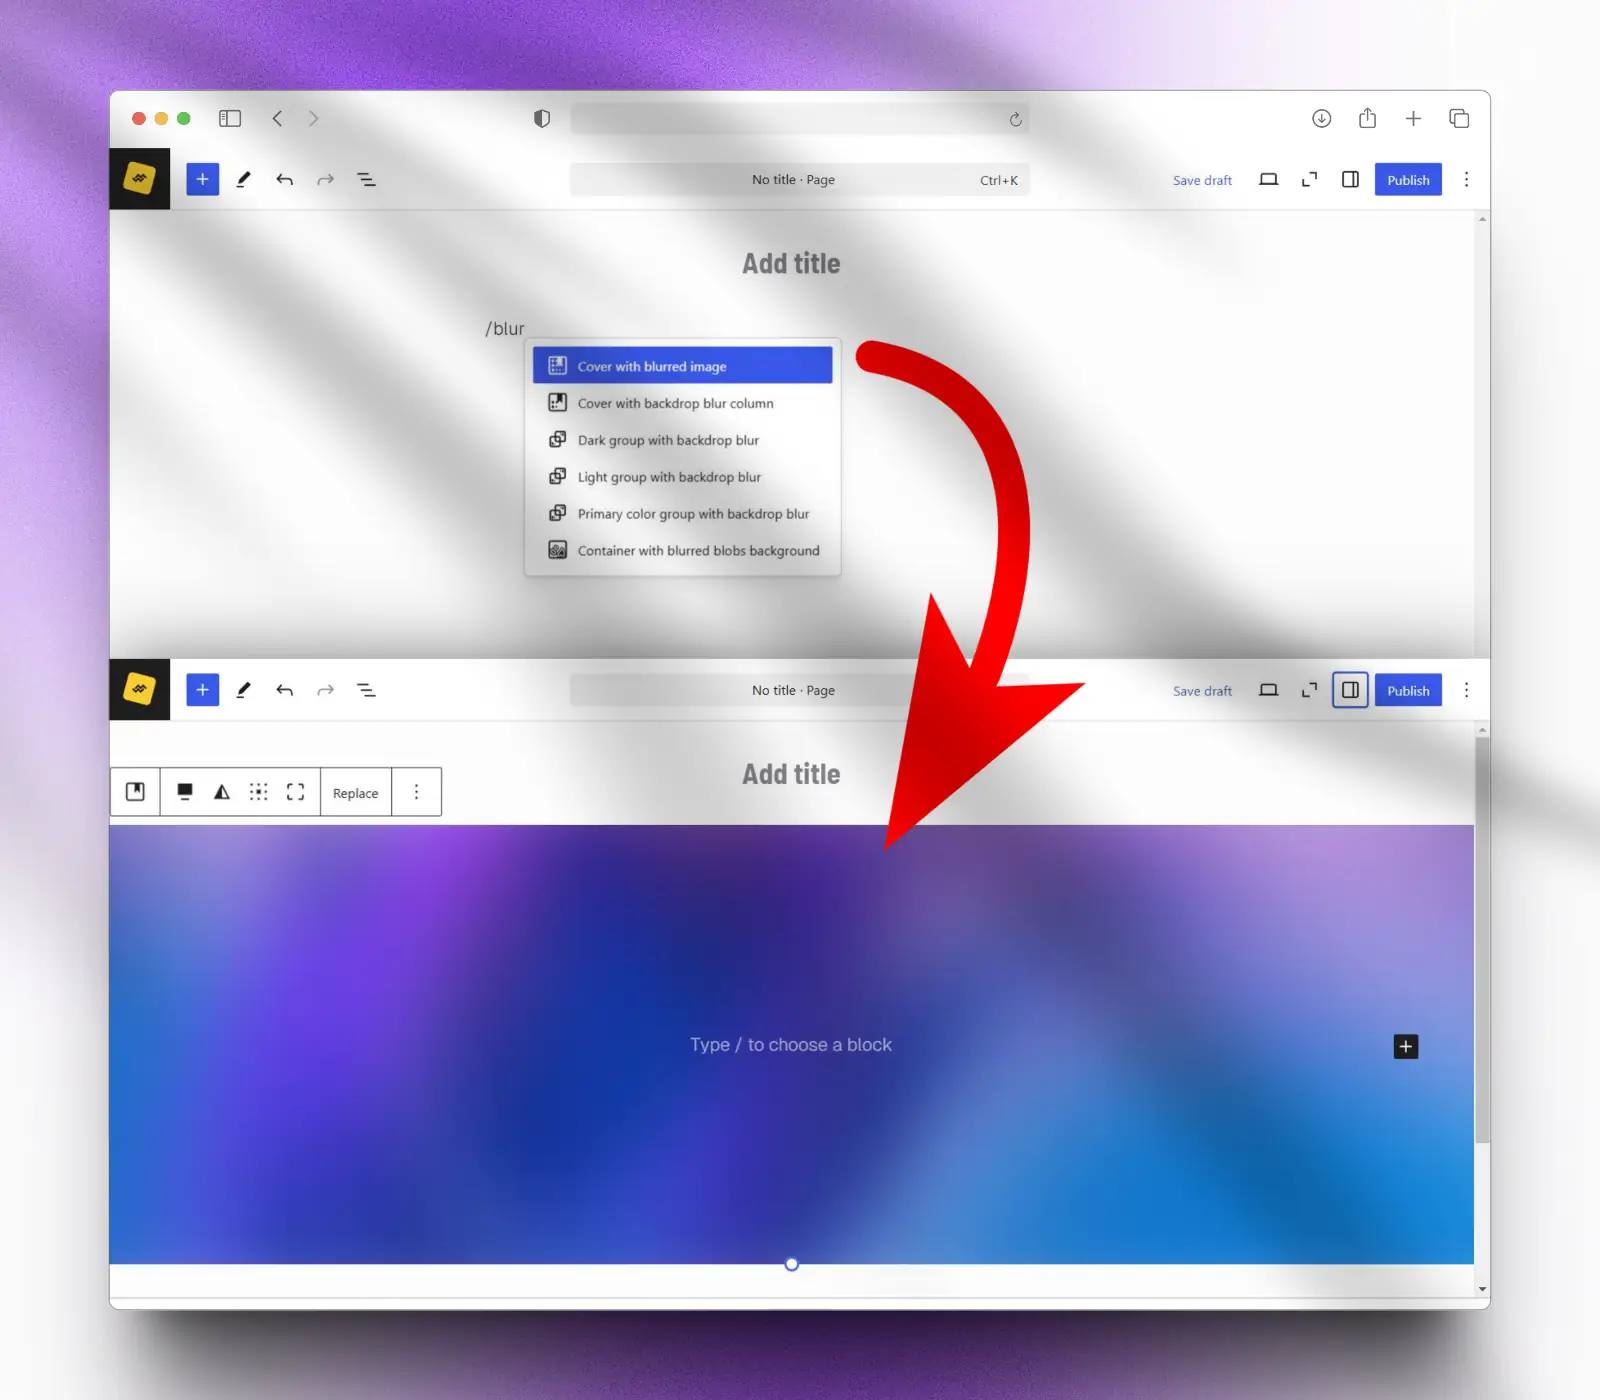 No title · Page
Ctrl+K
Save draft
Publish
Add title
/blur
Cover with blurred image
Cover with backdrop blur column
Dark group with backdrop blur
Light group with backdrop blur
Primary color group with backdrop blur
Container with blurred blobs background
No title · Page
Save draft
Publish
Add title
Replace
Type / to choose a block